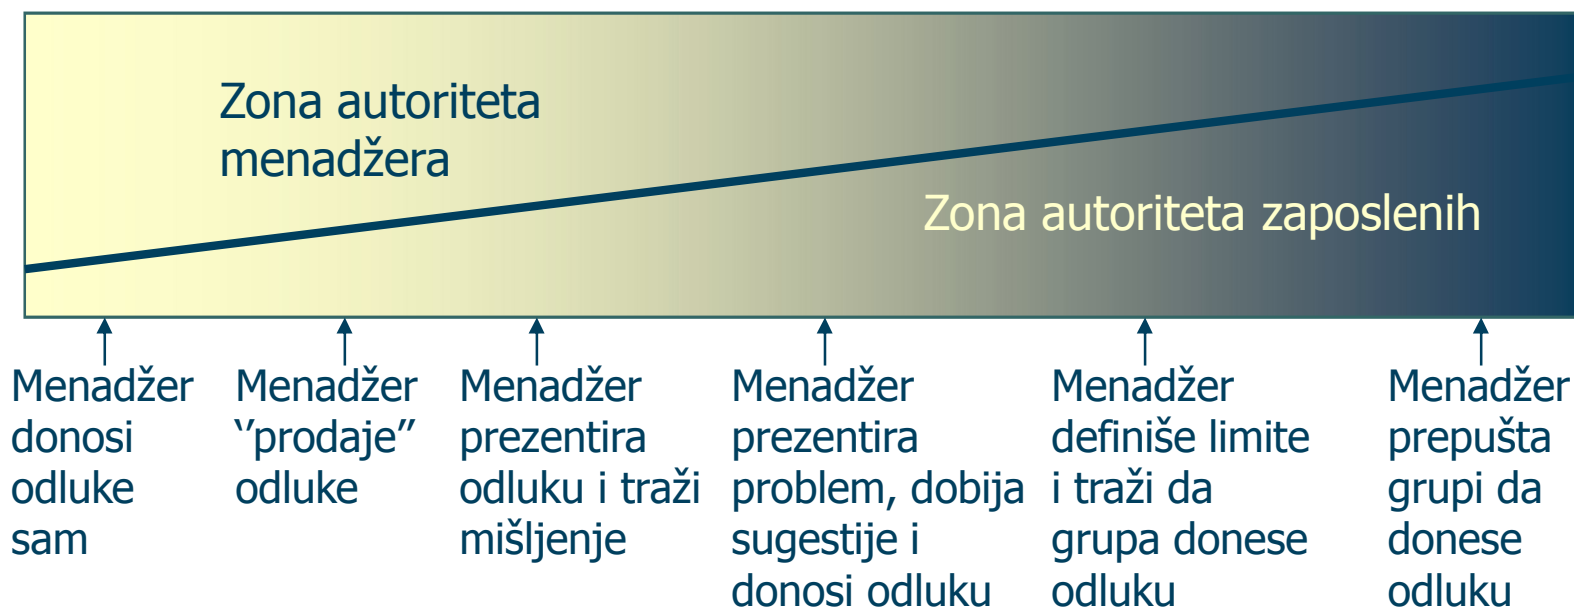 Zona autoriteta
menadžera
Zona autoriteta zaposlenih
Menadžer
donosi
odluke
sam
Menadžer
‘’prodaje’’
odluke
Menadžer
prezentira
odluku i traži
mišljenje
Menadžer
prezentira
problem, dobija
sugestije i
donosi odluku
Menadžer
definiše limite
i traži da
grupa donese
odluku
Menadžer
prepušta
grupi da
donese
odluku